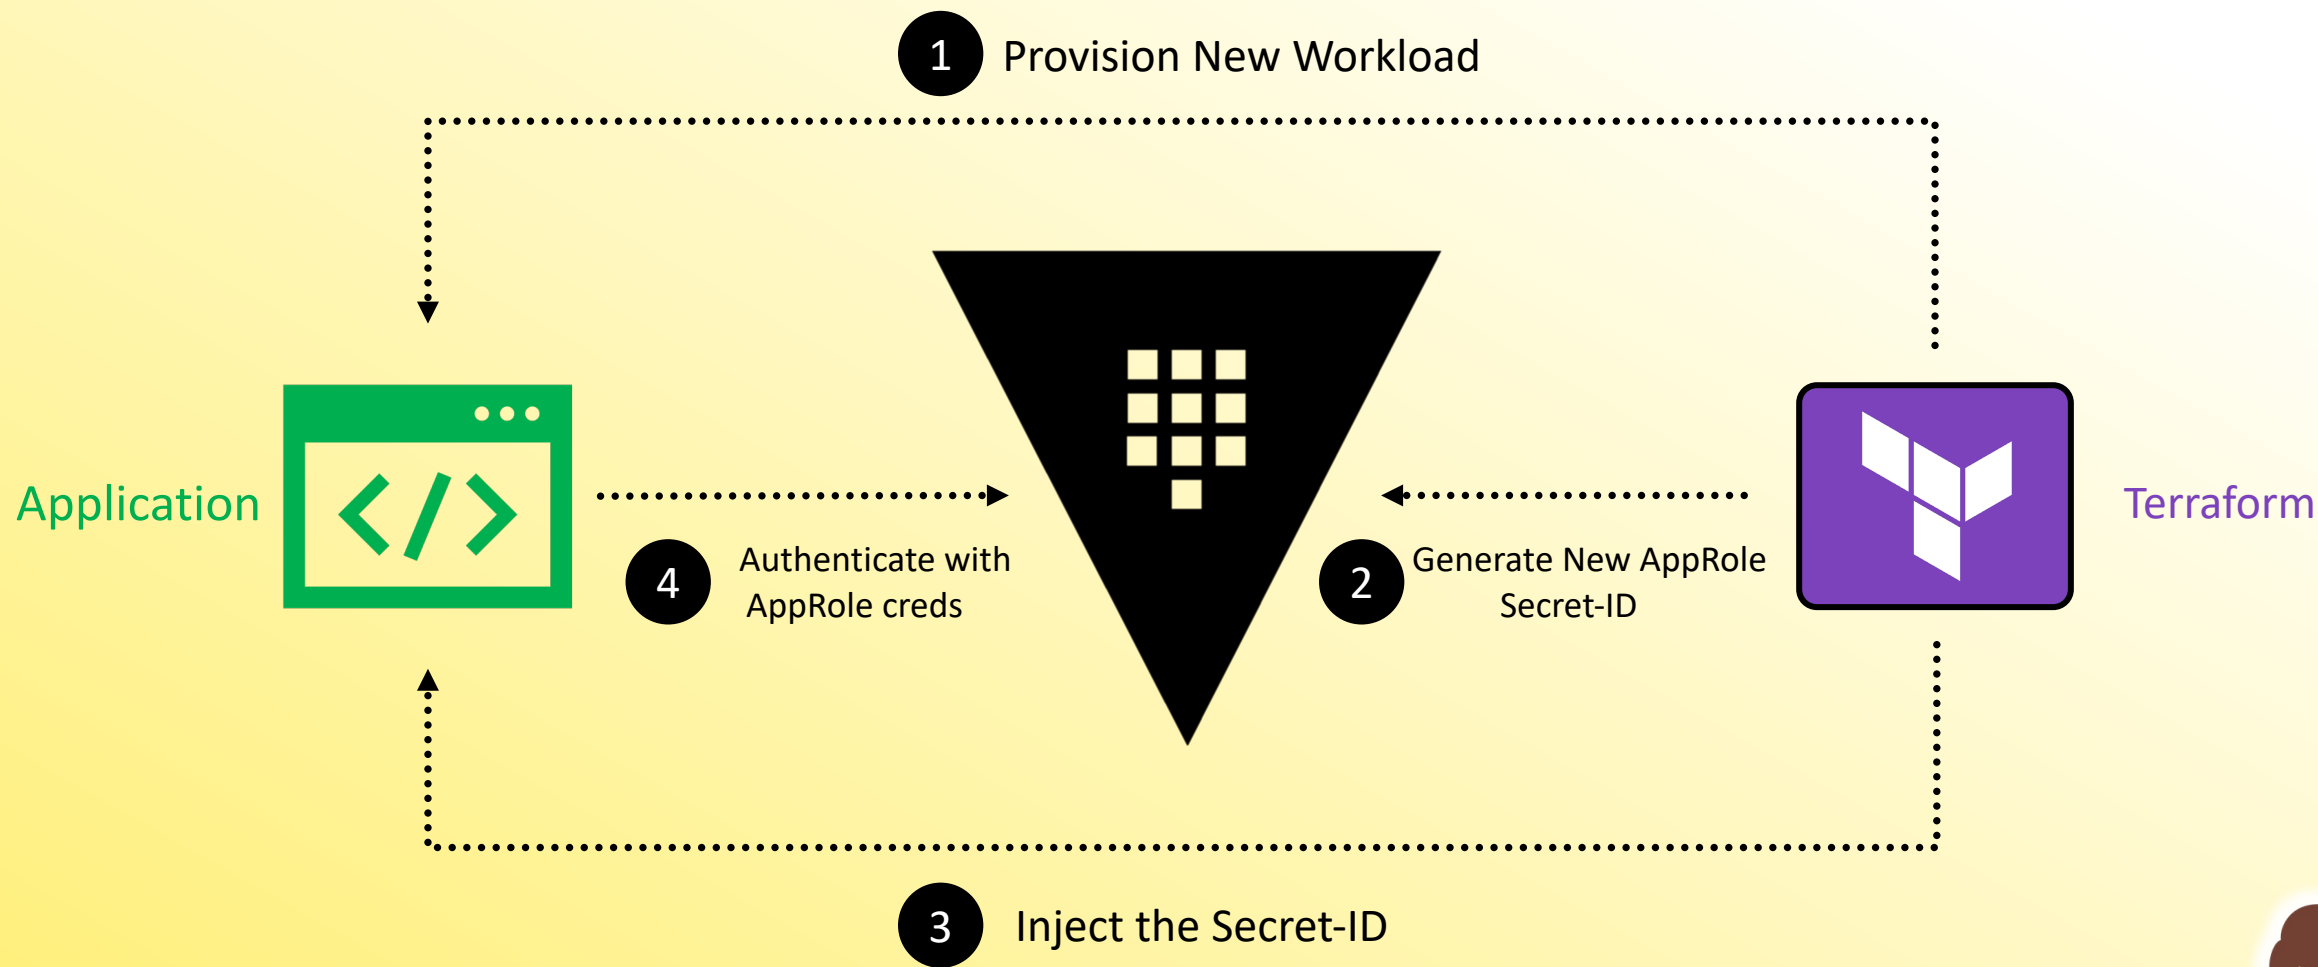 1 Provision New Workload
Application
4 Authenticate with
AppRole creds
2 Generate New AppRole
Secret-ID
Terraform
3 Inject the Secret-ID